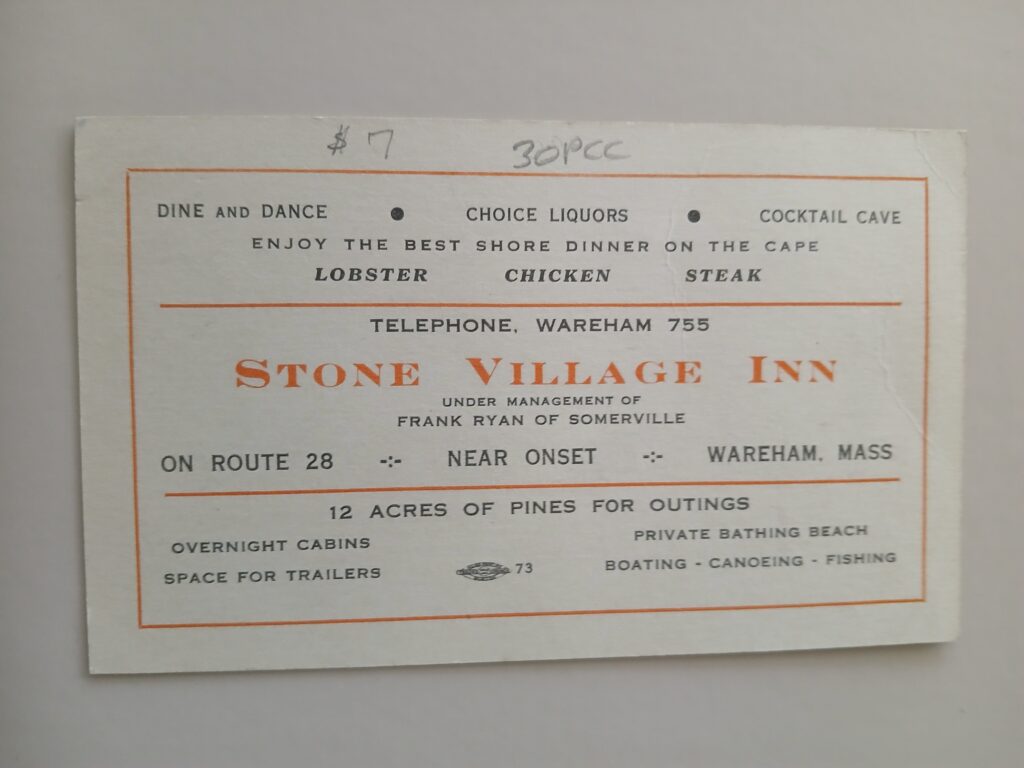 $ 7 30PCC
DINE AND DANCE ● CHOICE LIQUORS ● COCKTAIL CAVE
ENJOY THE BEST SHORE DINNER ON THE CAPE
LOBSTER CHICKEN STEAK
TELEPHONE, WAREHAM 755
STONE VILLAGE INN
UNDER MANAGEMENT OF
FRANK RYAN OF SOMERVILLE
ON ROUTE 28 -:- NEAR ONSET -:- WAREHAM. MASS
12 ACRES OF PINES FOR OUTINGS
OVERNIGHT CABINS PRIVATE BATHING BEACH
SPACE FOR TRAILERS 73 BOATING - CANOEING - FISHING